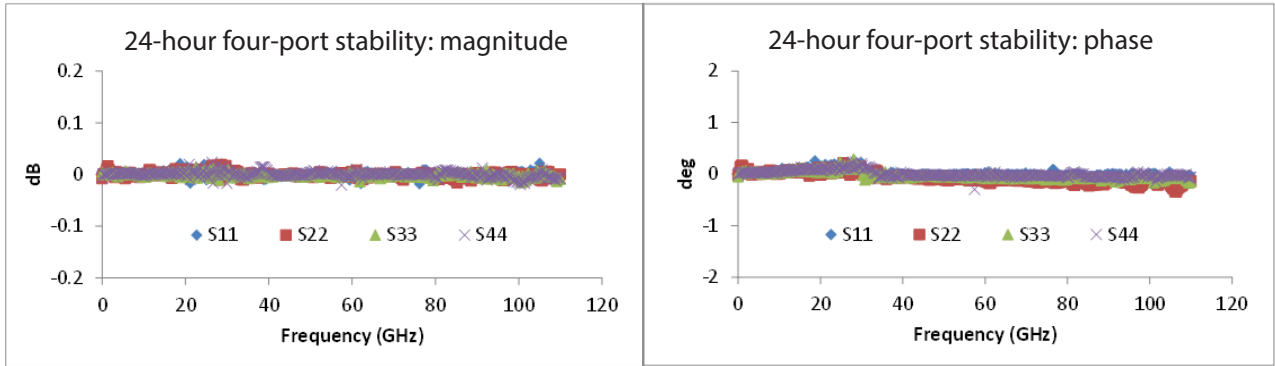 24-hour four-port stability: magnitude
0.2
0.1
0
-0.1
-0.2
dB
S11 S22 S33 S44
0 20 40 60 80 100 120
Frequency (GHz)
24-hour four-port stability: phase
2
1
0
-1
-2
deg
S11 S22 S33 S44
0 20 40 60 80 100 120
Frequency (GHz)